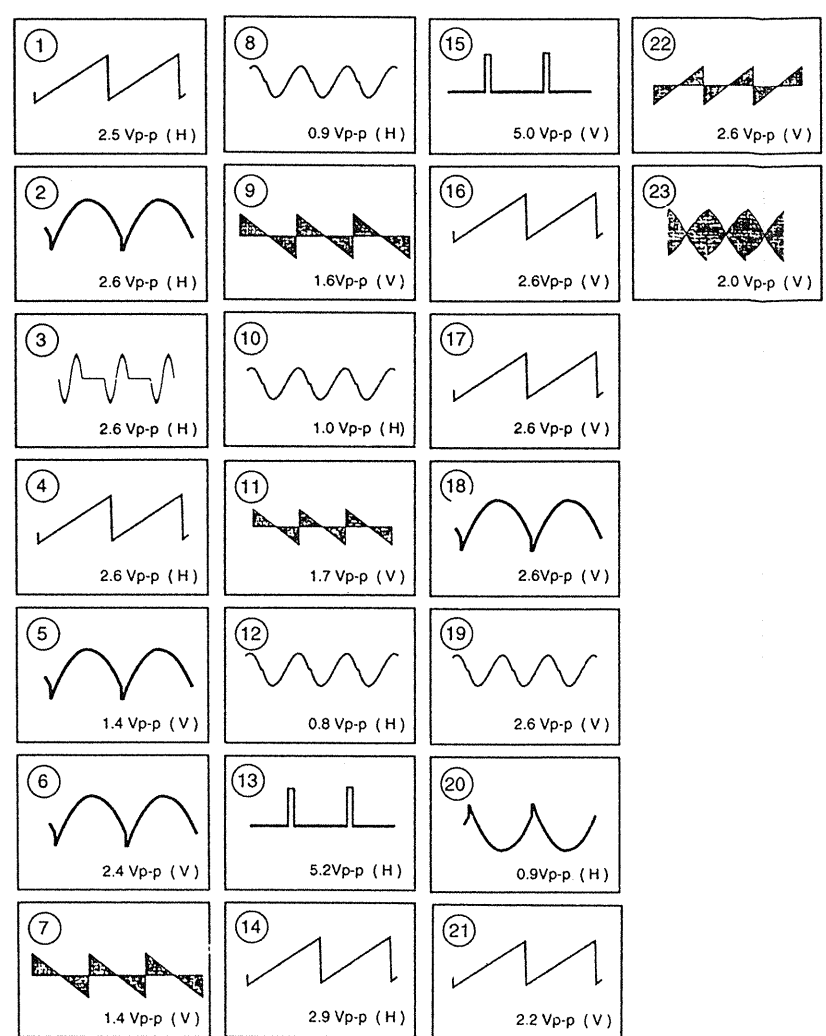 1
2.5 Vp-p ( H )
2
2.6 Vp-p ( H )
3
2.6 Vp-p ( H )
4
2.6 Vp-p ( H )
5
1.4 Vp-p ( V )
6
2.4 Vp-p ( V )
7
1.4 Vp-p ( V )
8
0.9 Vp-p ( H )
9
1.6Vp-p ( V )
10
1.0 Vp-p ( H)
11
1.7 Vp-p ( V )
12
0.8 Vp-p ( H )
13
5.2Vp-p ( H )
14
2.9 Vp-p ( H )
15
5.0 Vp-p ( V )
16
2.6Vp-p ( V )
17
2.6 Vp-p ( V )
18
2.6Vp-p ( V )
19
2.6 Vp-p ( V )
20
0.9Vp-p ( H )
21
2.2 Vp-p ( V )
22
2.6 Vp-p ( V )
23
2.0 Vp-p ( V )